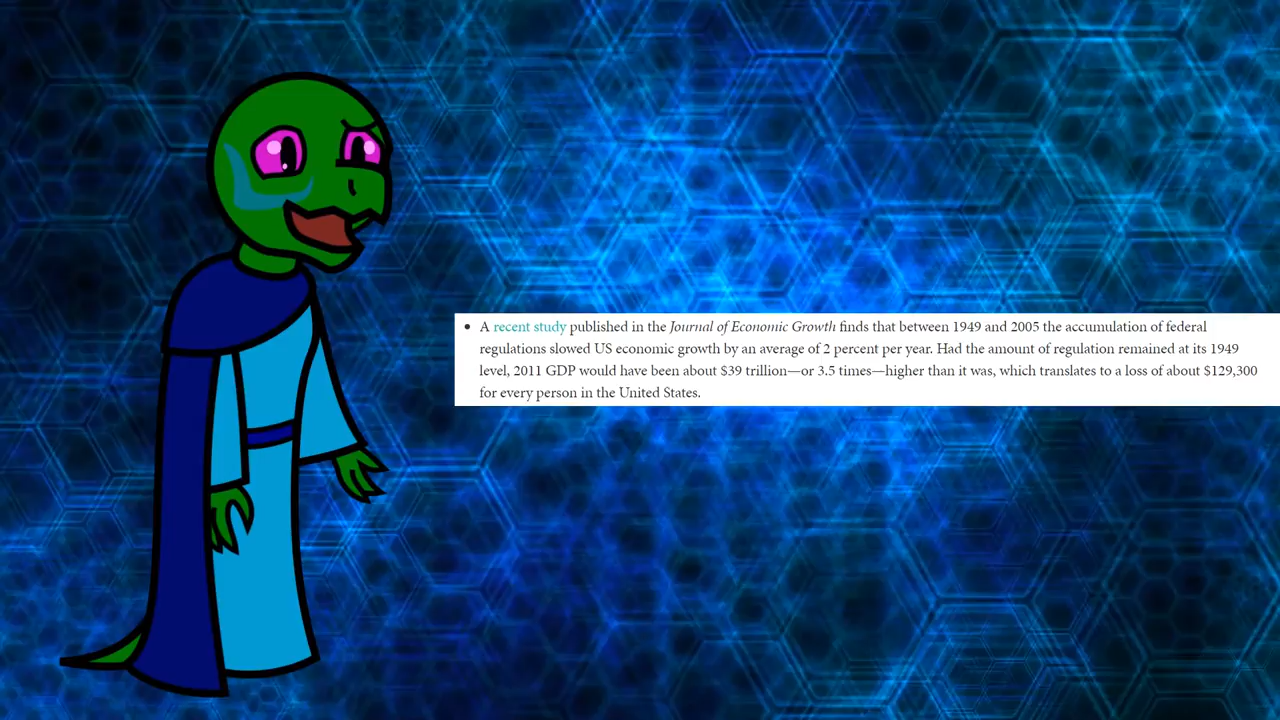 • A recent study published in the Journal of Economic Growth finds that between 1949 and 2005 the accumulation of federal
regulations slowed US economic growth by an average of 2 percent per year. Had the amount of regulation remained at its 1949
level, 2011 GDP would have been about $39 trillion—or 3.5 times—higher than it was, which translates to a loss of about $129,300
for every person in the United States.